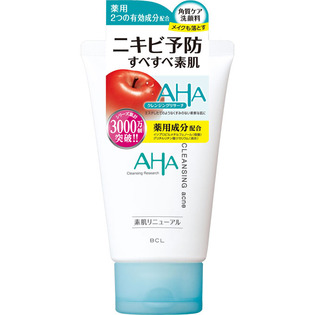 薬用
2つの有効成分配合
角質ケア
洗顔料
メイクも落とす
ニキビ予防
すべすべ素肌
AHA
クレンジングリサーチ
シリーズ累計
3000万個
突破!!
薬用成分配合
AHA
Cleansing Research
CLEANSING acne
素肌リニューアル
BCL